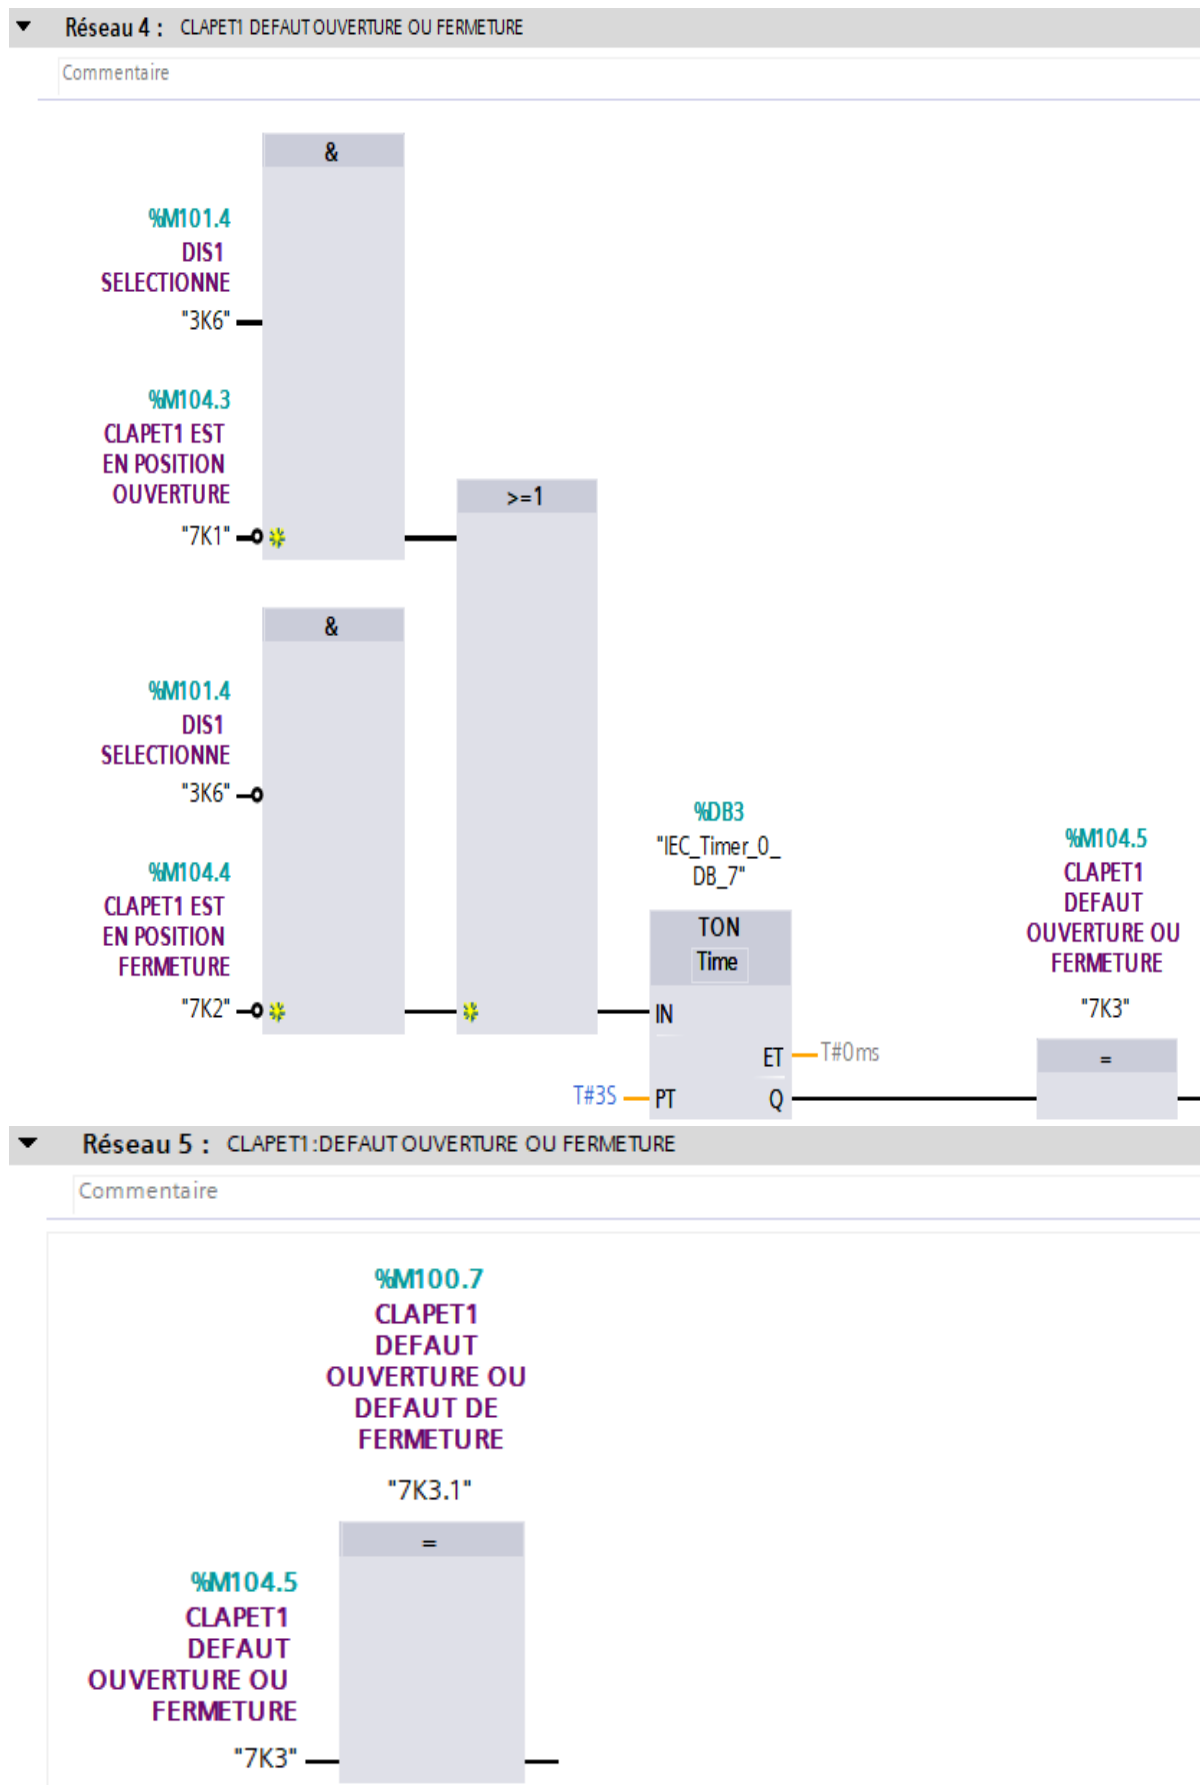 Réseau 4 : CLAPET1 DEFAUT OUVERTURE OU FERMETURE
Commentaire
&
%M101.4
DIS1
SELECTIONNE
"3K6"
%M104.3
CLAPET1 EST
EN POSITION
OUVERTURE
"7K1"
>=1
&
%M101.4
DIS1
SELECTIONNE
"3K6"
%M104.4
CLAPET1 EST
EN POSITION
FERMETURE
"7K2"
%DB3
"IEC_Timer_0_
DB_7"
TON
Time
IN
ET
T#0ms
T#3S
PT
Q
%M104.5
CLAPET1
DEFAUT
OUVERTURE OU
FERMETURE
"7K3"
=
Réseau 5 : CLAPET1 :DEFAUT OUVERTURE OU FERMETURE
Commentaire
%M100.7
CLAPET1
DEFAUT
OUVERTURE OU
DEFAUT DE
FERMETURE
"7K3.1"
=
%M104.5
CLAPET1
DEFAUT
OUVERTURE OU
FERMETURE
"7K3"